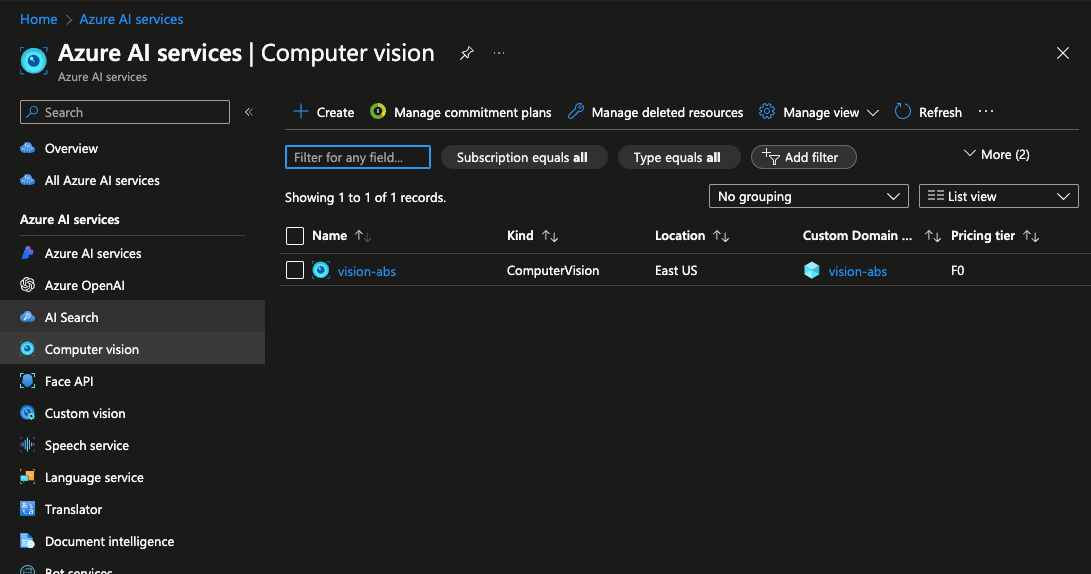 Home > Azure AI services
Azure AI services | Computer vision
Azure AI services
Search
Overview
All Azure AI services
Azure AI services
Azure AI services
Azure OpenAI
AI Search
Computer vision
Face API
Custom vision
Speech service
Language service
Translator
Document intelligence
Bot services
Create Manage commitment plans Manage deleted resources Manage view Refresh ...
Filter for any field... Subscription equals all Type equals all Add filter More (2)
Showing 1 to 1 of 1 records. No grouping List view
Name Kind Location Custom Domain ... Pricing tier
vision-abs ComputerVision East US vision-abs F0